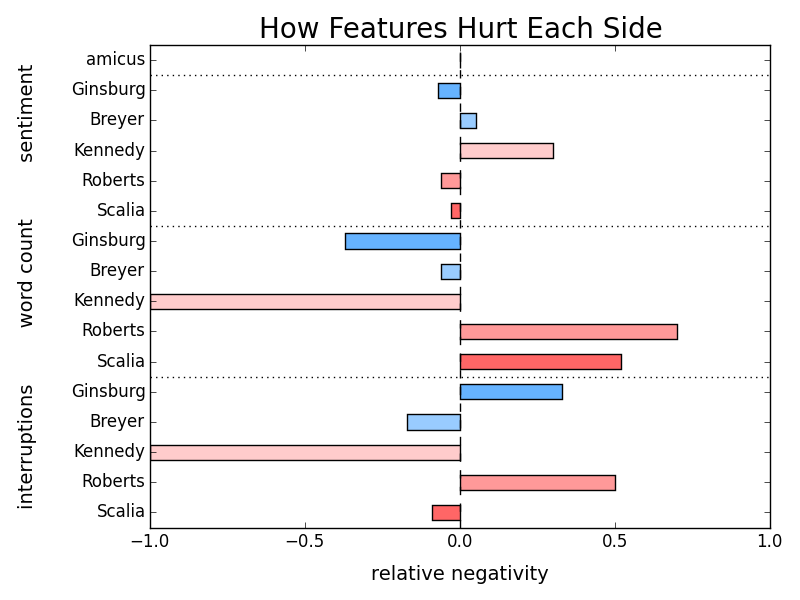 How Features Hurt Each Side
sentiment
amicus
Ginsburg
Breyer
Kennedy
Roberts
Scalia
word count
Ginsburg
Breyer
Kennedy
Roberts
Scalia
interruptions
Ginsburg
Breyer
Kennedy
Roberts
Scalia
−1.0 −0.5 0.0 0.5 1.0
relative negativity